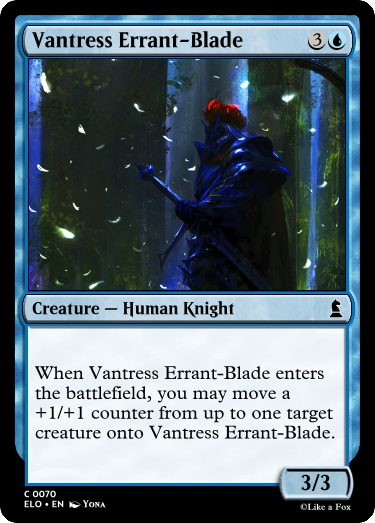 Vantress Errant-Blade 3
Creature — Human Knight
When Vantress Errant-Blade enters
the battlefield, you may move a
+1/+1 counter from up to one target
creature onto Vantress Errant-Blade.
3/3
C 0070
ELO • EN Yona
©Like a Fox